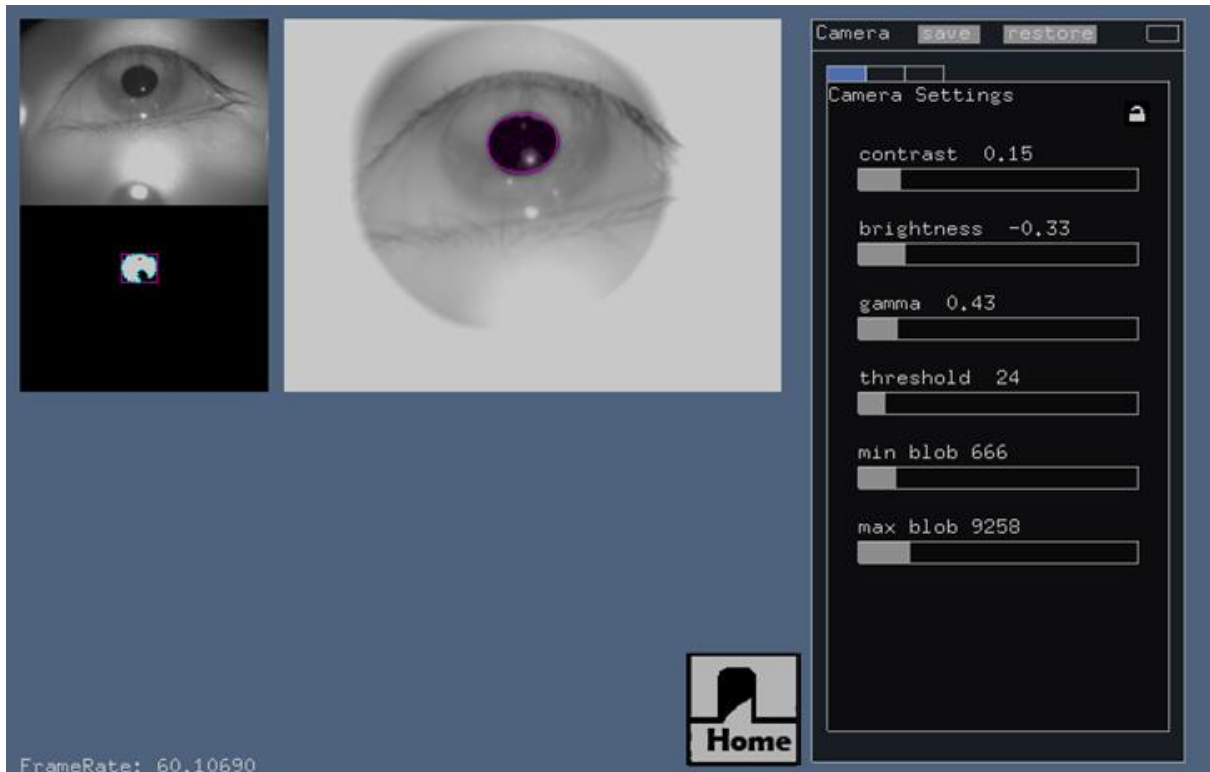 Camera save restore
Camera Settings
contrast 0.15
brightness -0.33
gamma 0.43
threshold 24
min blob 666
max blob 9258
Home
FrameRate: 60.10690